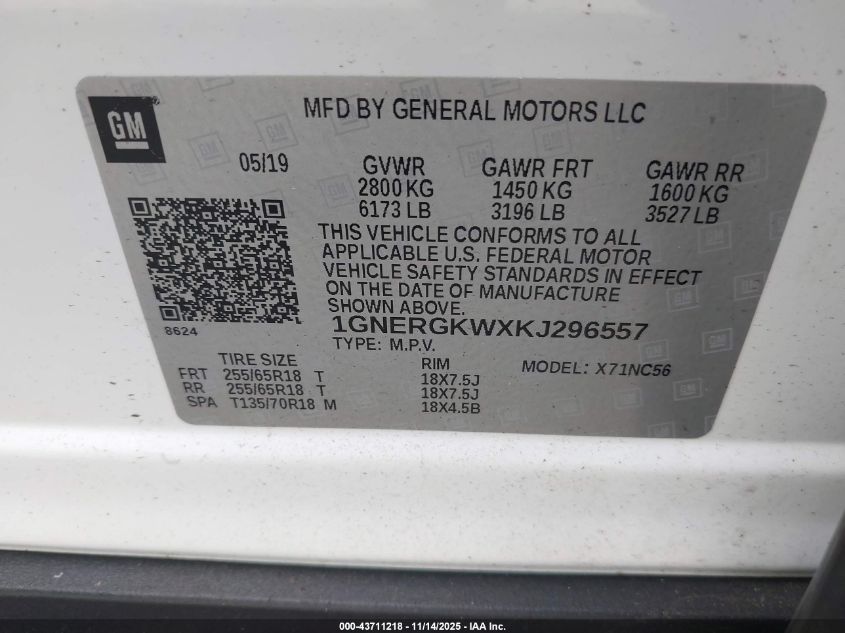 GM
MFD BY GENERAL MOTORS LLC
05/19
GVWR
2800 KG
6173 LB
GAWR FRT
1450 KG
3196 LB
GAWR RR
1600 KG
3527 LB
THIS VEHICLE CONFORMS TO ALL
APPLICABLE U.S. FEDERAL MOTOR
VEHICLE SAFETY STANDARDS IN EFFECT
ON THE DATE OF MANUFACTURE
SHOWN ABOVE.
8624
1GNERGKWXKJ296557
TYPE: M.P.V.
TIRE SIZE
RIM
MODEL: X71NC56
FRT 255/65R18 T 18X7.5J
RR 255/65R18 T 18X7.5J
SPA T135/70R18 M 18X4.5B
000-43711218 - 11/14/2025 - IAA Inc.